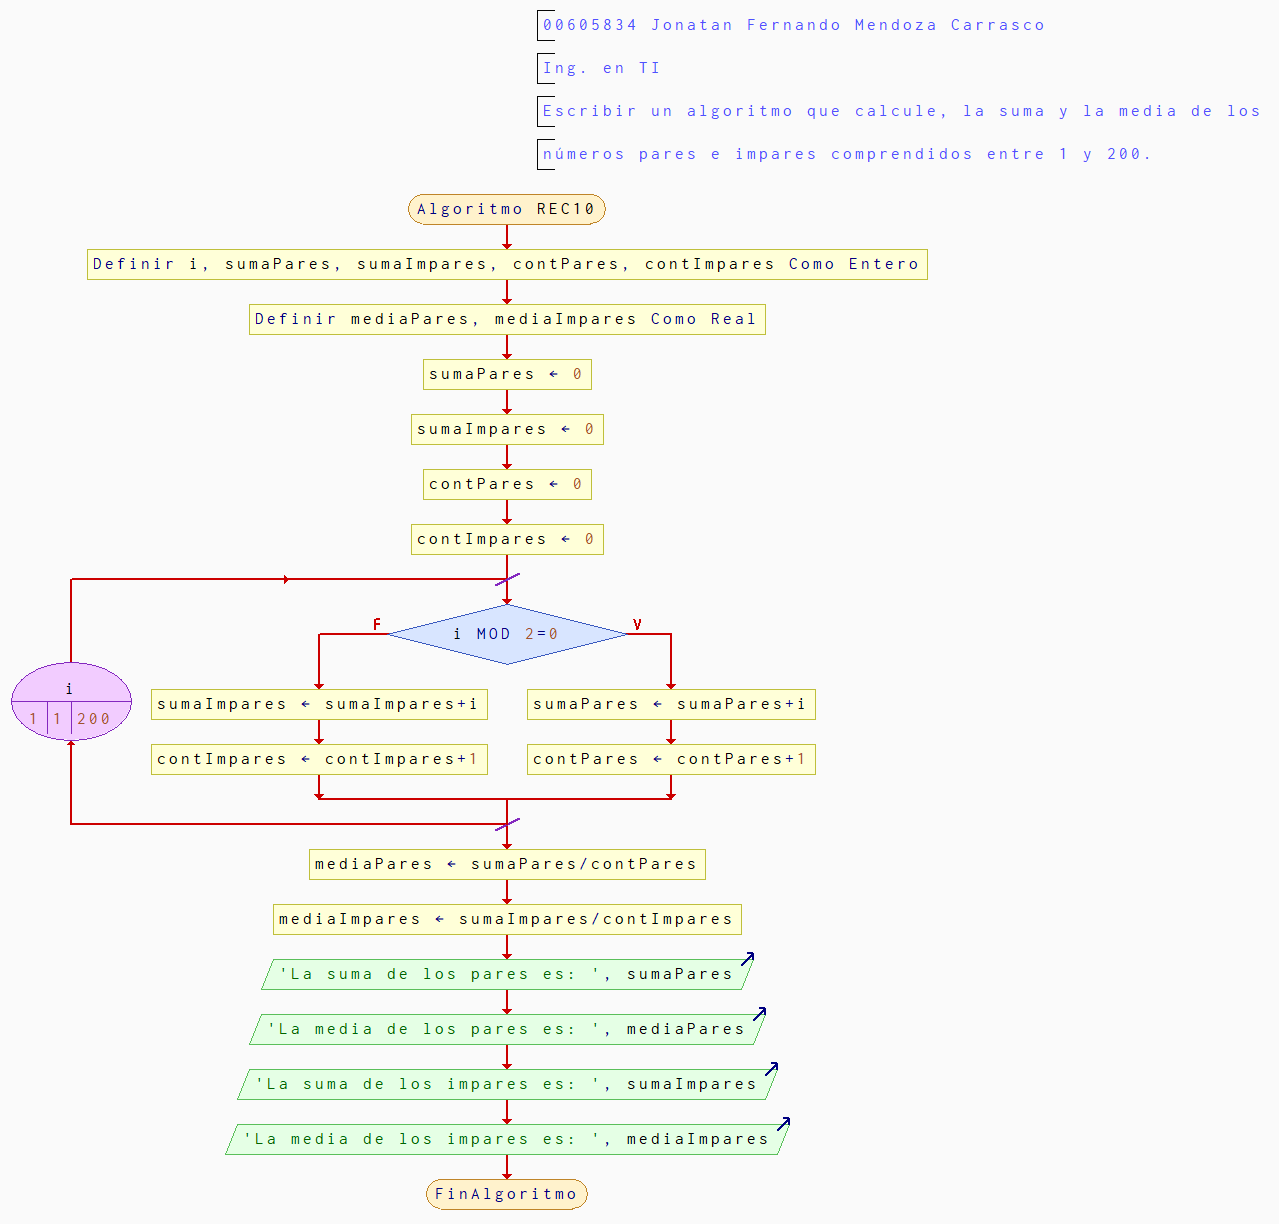 00605834 Jonatan Fernando Mendoza Carrasco
Ing. en TI
Escribir un algoritmo que calcule, la suma y la media de los
números pares e impares comprendidos entre 1 y 200.
Algoritmo REC10
Definir i, sumaPares, sumaImpares, contPares, contImpares Como Entero
Definir mediaPares, mediaImpares Como Real
sumaPares ← 0
sumaImpares ← 0
contPares ← 0
contImpares ← 0
F
V
i MOD 2=0
i
1 1 200
sumaImpares ← sumaImpares+i
sumaPares ← sumaPares+i
contImpares ← contImpares+1
contPares ← contPares+1
mediaPares ← sumaPares/contPares
mediaImpares ← sumaImpares/contImpares
'La suma de los pares es: ', sumaPares
'La media de los pares es: ', mediaPares
'La suma de los impares es: ', sumaImpares
'La media de los impares es: ', mediaImpares
FinAlgoritmo